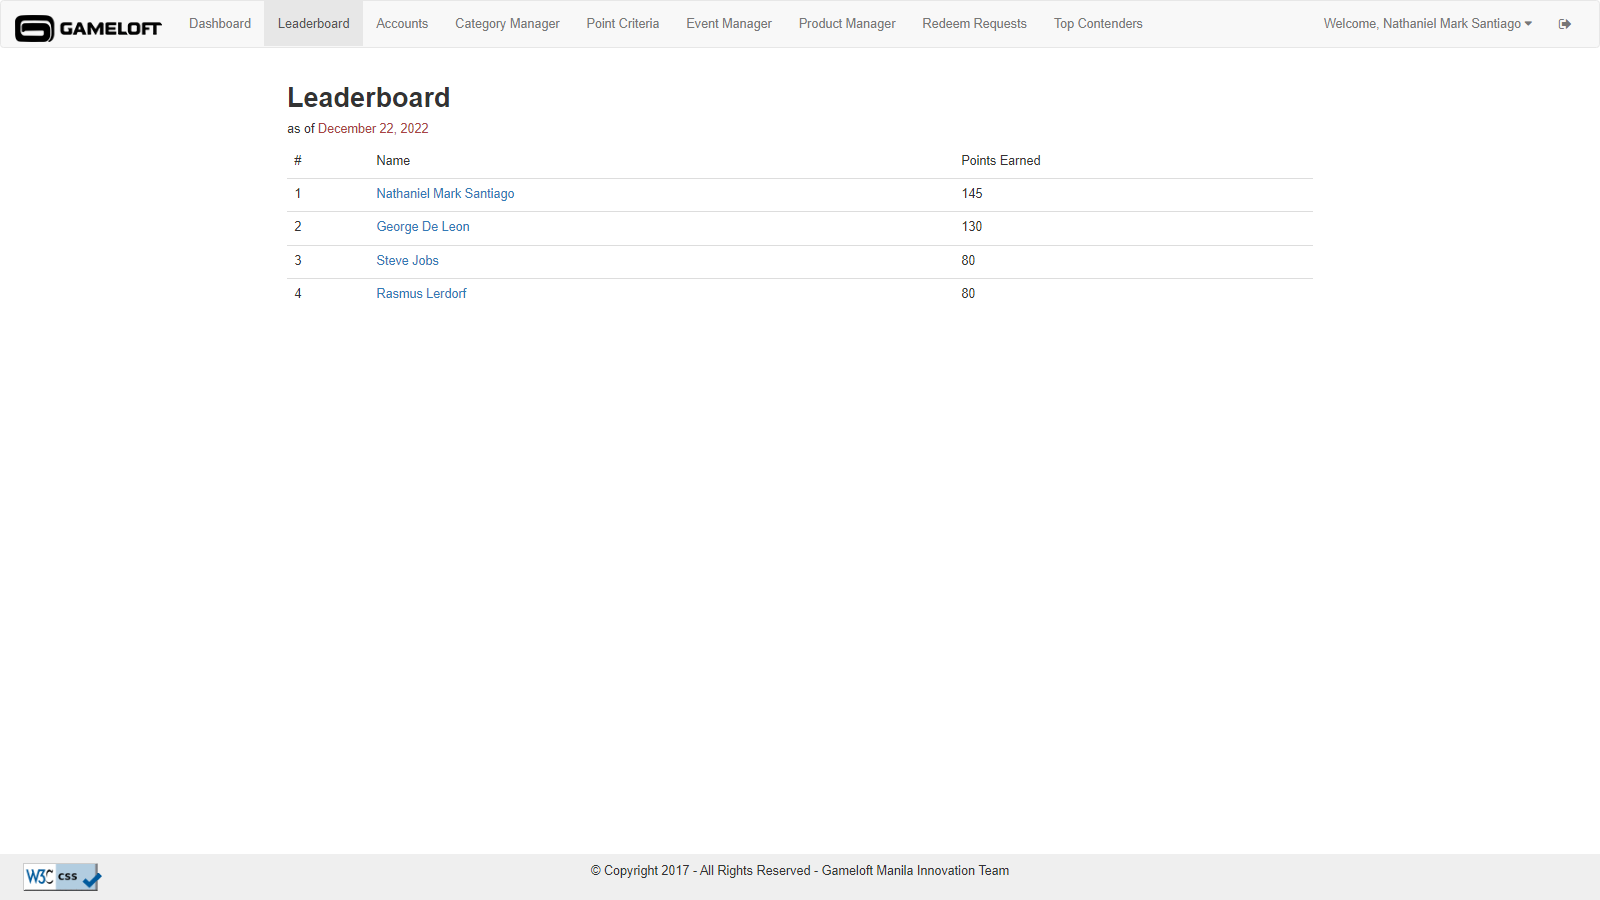 GAMELOFT Dashboard Leaderboard Accounts Category Manager Point Criteria Event Manager Product Manager Redeem Requests Top Contenders Welcome, Nathaniel Mark Santiago
Leaderboard
as of December 22, 2022
# Name Points Earned
1 Nathaniel Mark Santiago 145
2 George De Leon 130
3 Steve Jobs 80
4 Rasmus Lerdorf 80
W3C css © Copyright 2017 - All Rights Reserved - Gameloft Manila Innovation Team